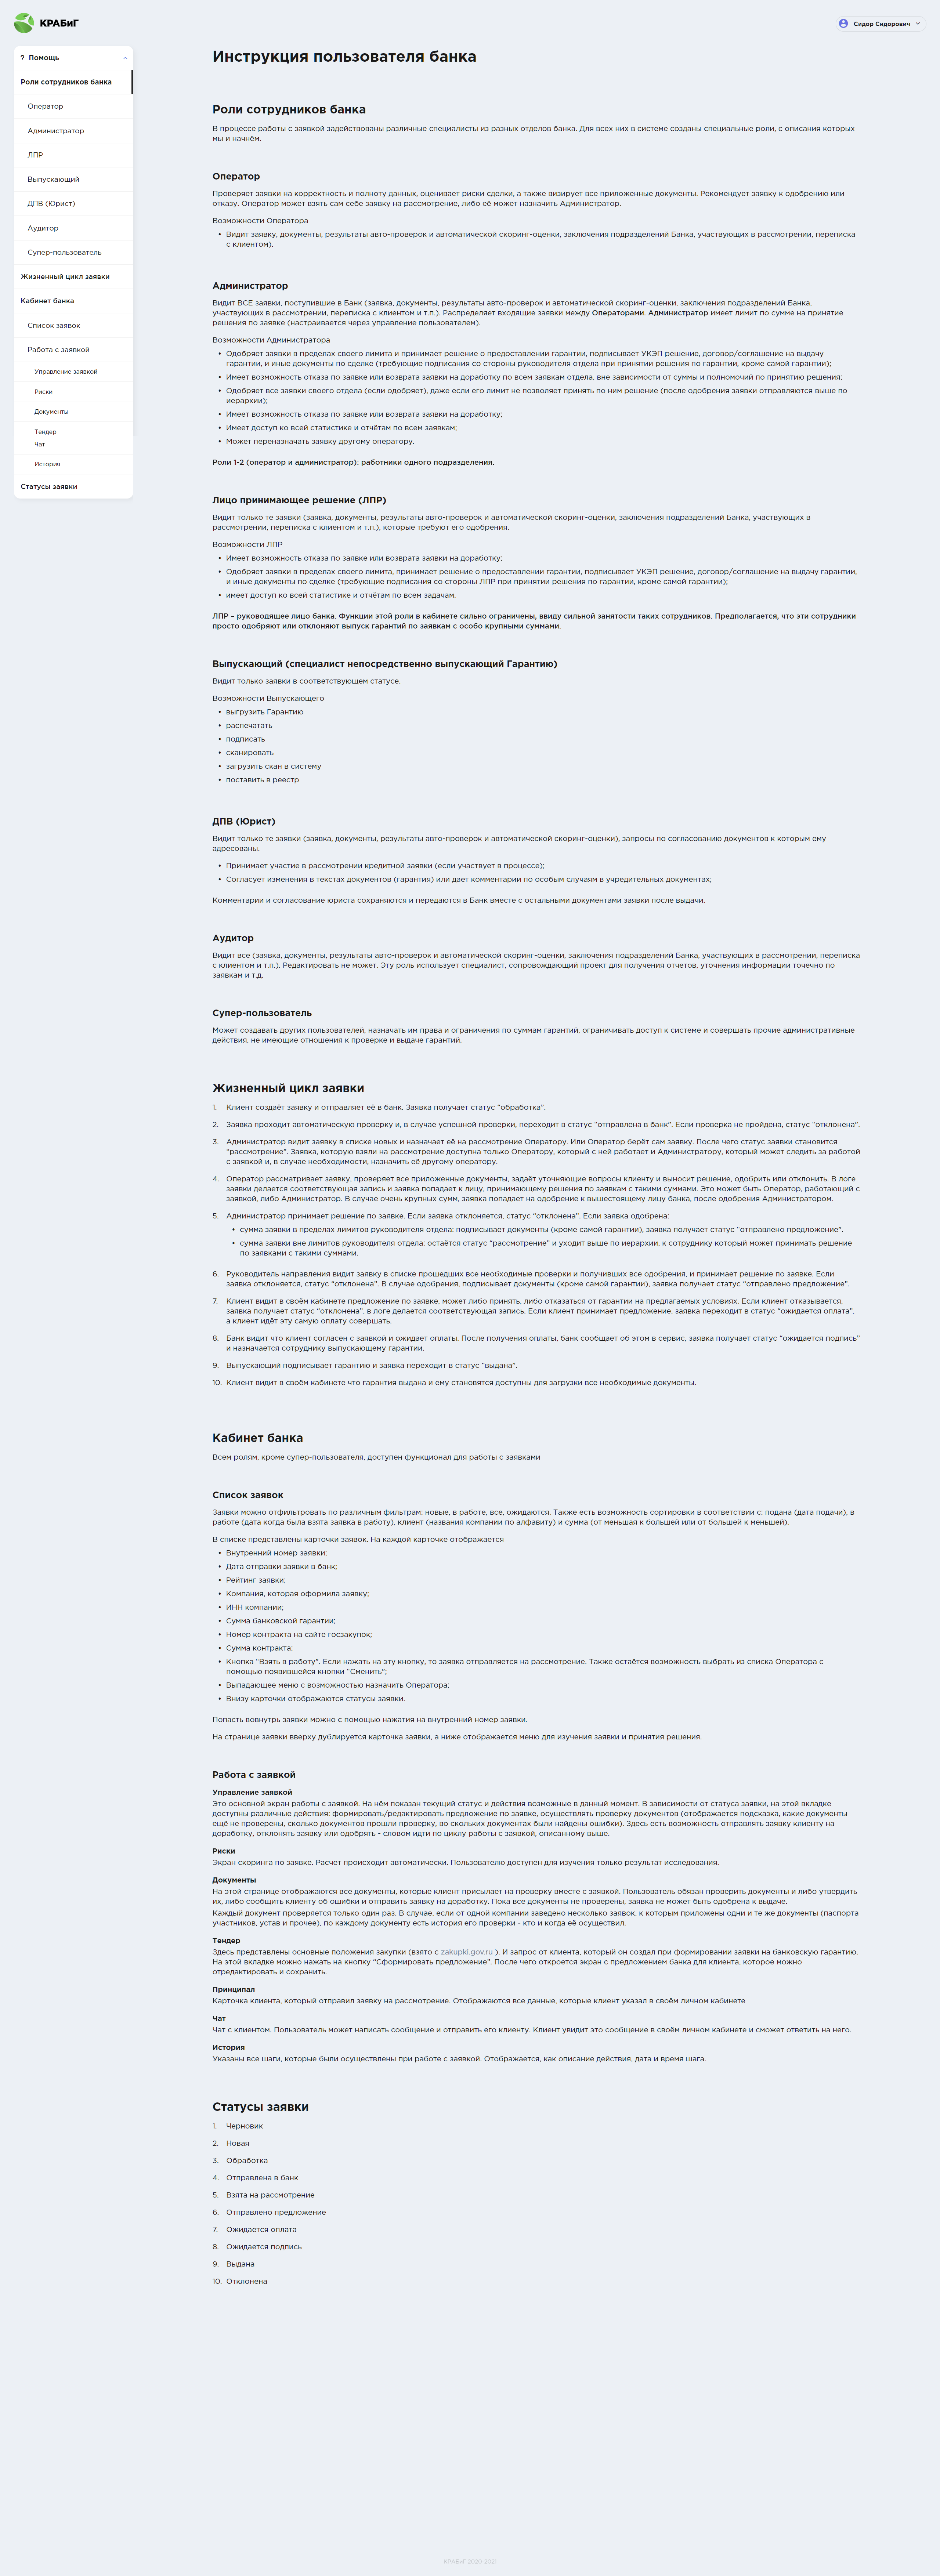 КРАБиГ
Сидор Сидорович
? Помощь
Роли сотрудников банка
Оператор
Администратор
ЛПР
Выпускающий
ДПВ (Юрист)
Аудитор
Супер-пользователь
Жизненный цикл заявки
Кабинет банка
Список заявок
Работа с заявкой
Управление заявкой
Риски
Документы
Тендер
Чат
История
Статусы заявки
Инструкция пользователя банка
Роли сотрудников банка
В процессе работы с заявкой задействованы различные специалисты из разных отделов банка. Для всех них в системе созданы специальные роли, с описания которых
мы и начнём.
Оператор
Проверяет заявки на корректность и полноту данных, оценивает риски сделки, а также визирует все приложенные документы. Рекомендует заявку к одобрению или
отказу. Оператор может взять сам себе заявку на рассмотрение, либо её может назначить Администратор.
Возможности Оператора
• Видит заявку, документы, результаты авто-проверок и автоматической скоринг-оценки, заключения подразделений Банка, участвующих в рассмотрении, переписка
с клиентом).
Администратор
Видит ВСЕ заявки, поступившие в Банк (заявка, документы, результаты авто-проверок и автоматической скоринг-оценки, заключения подразделений Банка,
участвующих в рассмотрении, переписка с клиентом и т.п.). Распределяет входящие заявки между Операторами. Администратор имеет лимит по сумме на принятие
решения по заявке (настраивается через управление пользователем).
Возможности Администратора
• Одобряет заявки в пределах своего лимита и принимает решение о предоставлении гарантии, подписывает УКЭП решение, договор/соглашение на выдачу
гарантии, и иные документы по сделке (требующие подписания со стороны руководителя отдела при принятии решения по гарантии, кроме самой гарантии);
• Имеет возможность отказа по заявке или возврата заявки на доработку по всем заявкам отдела, вне зависимости от суммы и полномочий по принятию решения;
• Одобряет все заявки своего отдела (если одобряет), даже если его лимит не позволяет принять по ним решение (после одобрения заявки отправляются выше по
иерархии);
• Имеет возможность отказа по заявке или возврата заявки на доработку;
• Имеет доступ ко всей статистике и отчётам по всем заявкам;
• Может переназначать заявку другому оператору.
Роли 1-2 (оператор и администратор): работники одного подразделения.
Лицо принимающее решение (ЛПР)
Видит только те заявки (заявка, документы, результаты авто-проверок и автоматической скоринг-оценки, заключения подразделений Банка, участвующих в
рассмотрении, переписка с клиентом и т.п.), которые требуют его одобрения.
Возможности ЛПР
• Имеет возможность отказа по заявке или возврата заявки на доработку;
• Одобряет заявки в пределах своего лимита, принимает решение о предоставлении гарантии, подписывает УКЭП решение, договор/соглашение на выдачу гарантии,
и иные документы по сделке (требующие подписания со стороны ЛПР при принятии решения по гарантии, кроме самой гарантии);
• имеет доступ ко всей статистике и отчётам по всем задачам.
ЛПР – руководящее лицо банка. Функции этой роли в кабинете сильно ограничены, ввиду сильной занятости таких сотрудников. Предполагается, что эти сотрудники
просто одобряют или отклоняют выпуск гарантий по заявкам с особо крупными суммами.
Выпускающий (специалист непосредственно выпускающий Гарантию)
Видит только заявки в соответствующем статусе.
Возможности Выпускающего
• выгрузить Гарантию
• распечатать
• подписать
• сканировать
• загрузить скан в систему
• поставить в реестр
ДПВ (Юрист)
Видит только те заявки (заявка, документы, результаты авто-проверок и автоматической скоринг-оценки), запросы по согласованию документов к которым ему
адресованы.
• Принимает участие в рассмотрении кредитной заявки (если участвует в процессе);
• Согласует изменения в текстах документов (гарантия) или дает комментарии по особым случаям в учредительных документах;
Комментарии и согласование юриста сохраняются и передаются в Банк вместе с остальными документами заявки после выдачи.
Аудитор
Видит все (заявка, документы, результаты авто-проверок и автоматической скоринг-оценки, заключения подразделений Банка, участвующих в рассмотрении, переписка
с клиентом и т.п.). Редактировать не может. Эту роль использует специалист, сопровождающий проект для получения отчетов, уточнения информации точечно по
заявкам и т.д.
Супер-пользователь
Может создавать других пользователей, назначать им права и ограничения по суммам гарантий, ограничивать доступ к системе и совершать прочие административные
действия, не имеющие отношения к проверке и выдаче гарантий.
Жизненный цикл заявки
1. Клиент создаёт заявку и отправляет её в банк. Заявка получает статус “обработка”.
2. Заявка проходит автоматическую проверку и, в случае успешной проверки, переходит в статус “отправлена в банк”. Если проверка не пройдена, статус “отклонена”.
3. Администратор видит заявку в списке новых и назначает её на рассмотрение Оператору. Или Оператор берёт сам заявку. После чего статус заявки становится
“рассмотрение”. Заявка, которую взяли на рассмотрение доступна только Оператору, который с ней работает и Администратору, который может следить за работой
с заявкой и, в случае необходимости, назначить её другому оператору.
4. Оператор рассматривает заявку, проверяет все приложенные документы, задаёт уточняющие вопросы клиенту и выносит решение, одобрить или отклонить. В логе
заявки делается соответствующая запись и заявка попадает к лицу, принимающему решения по заявкам с такими суммами. Это может быть Оператор, работающий с
заявкой, либо Администратор. В случае очень крупных сумм, заявка попадает на одобрение к вышестоящему лицу банка, после одобрения Администратором.
5. Администратор принимает решение по заявке. Если заявка отклоняется, статус “отклонена”. Если заявка одобрена:
• сумма заявки в пределах лимитов руководителя отдела: подписывает документы (кроме самой гарантии), заявка получает статус “отправлено предложение”.
• сумма заявки вне лимитов руководителя отдела: остаётся статус “рассмотрение” и уходит выше по иерархии, к сотруднику который может принимать решение
по заявками с такими суммами.
6. Руководитель направления видит заявку в списке прошедших все необходимые проверки и получивших все одобрения, и принимает решение по заявке. Если
заявка отклоняется, статус “отклонена”. В случае одобрения, подписывает документы (кроме самой гарантии), заявка получает статус “отправлено предложение”.
7. Клиент видит в своём кабинете предложение по заявке, может либо принять, либо отказаться от гарантии на предлагаемых условиях. Если клиент отказывается,
заявка получает статус “отклонена”, в логе делается соответствующая запись. Если клиент принимает предложение, заявка переходит в статус “ожидается оплата”,
а клиент идёт эту самую оплату совершать.
8. Банк видит что клиент согласен с заявкой и ожидает оплаты. После получения оплаты, банк сообщает об этом в сервис, заявка получает статус “ожидается подпись”
и назначается сотруднику выпускающему гарантии.
9. Выпускающий подписывает гарантию и заявка переходит в статус “выдана”.
10. Клиент видит в своём кабинете что гарантия выдана и ему становятся доступны для загрузки все необходимые документы.
Кабинет банка
Всем ролям, кроме супер-пользователя, доступен функционал для работы с заявками
Список заявок
Заявки можно отфильтровать по различным фильтрам: новые, в работе, все, ожидаются. Также есть возможность сортировки в соответствии с: подана (дата подачи), в
работе (дата когда была взята заявка в работу), клиент (названия компании по алфавиту) и сумма (от меньшая к большей или от большей к меньшей).
В списке представлены карточки заявок. На каждой карточке отображается
• Внутренний номер заявки;
• Дата отправки заявки в банк;
• Рейтинг заявки;
• Компания, которая оформила заявку;
• ИНН компании;
• Сумма банковской гарантии;
• Номер контракта на сайте госзакупок;
• Сумма контракта;
• Кнопка “Взять в работу”. Если нажать на эту кнопку, то заявка отправляется на рассмотрение. Также остаётся возможность выбрать из списка Оператора с
помощью появившейся кнопки “Сменить”;
• Выпадающее меню с возможностью назначить Оператора;
• Внизу карточки отображаются статусы заявки.
Попасть вовнутрь заявки можно с помощью нажатия на внутренний номер заявки.
На странице заявки вверху дублируется карточка заявки, а ниже отображается меню для изучения заявки и принятия решения.
Работа с заявкой
Управление заявкой
Это основной экран работы с заявкой. На нём показан текущий статус и действия возможные в данный момент. В зависимости от статуса заявки, на этой вкладке
доступны различные действия: формировать/редактировать предложение по заявке, осуществлять проверку документов (отображается подсказка, какие документы
ещё не проверены, сколько документов прошли проверку, во скольких документах были найдены ошибки). Здесь есть возможность отправлять заявку клиенту на
доработку, отклонять заявку или одобрять - словом идти по циклу работы с заявкой, описанному выше.
Риски
Экран скоринга по заявке. Расчет происходит автоматически. Пользователю доступен для изучения только результат исследования.
Документы
На этой странице отображаются все документы, которые клиент присылает на проверку вместе с заявкой. Пользователь обязан проверить документы и либо утвердить
их, либо сообщить клиенту об ошибки и отправить заявку на доработку. Пока все документы не проверены, заявка не может быть одобрена к выдаче.
Каждый документ проверяется только один раз. В случае, если от одной компании заведено несколько заявок, к которым приложены одни и те же документы (паспорта
участников, устав и прочее), по каждому документу есть история его проверки - кто и когда её осуществил.
Тендер
Здесь представлены основные положения закупки (взято с zakupki.gov.ru ). И запрос от клиента, который он создал при формировании заявки на банковскую гарантию.
На этой вкладке можно нажать на кнопку “Сформировать предложение”. После чего откроется экран с предложением банка для клиента, которое можно
отредактировать и сохранить.
Принципал
Карточка клиента, который отправил заявку на рассмотрение. Отображаются все данные, которые клиент указал в своём личном кабинете
Чат
Чат с клиентом. Пользователь может написать сообщение и отправить его клиенту. Клиент увидит это сообщение в своём личном кабинете и сможет ответить на него.
История
Указаны все шаги, которые были осуществлены при работе с заявкой. Отображается, как описание действия, дата и время шага.
Статусы заявки
1. Черновик
2. Новая
3. Обработка
4. Отправлена в банк
5. Взята на рассмотрение
6. Отправлено предложение
7. Ожидается оплата
8. Ожидается подпись
9. Выдана
10. Отклонена
КРАБиГ 2020-2021